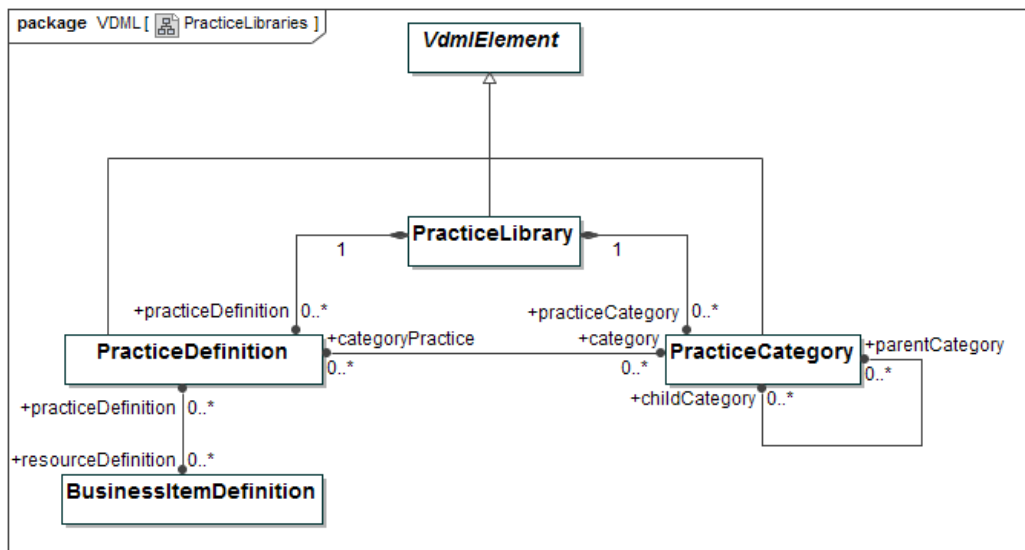 package VDML [ PracticeLibraries ]
VdmlElement
PracticeLibrary
1
1
+practiceDefinition 0..*
+practiceCategory 0..*
PracticeDefinition
+categoryPractice
0..*
+category
0..*
PracticeCategory
+parentCategory
0..*
+childCategory 0..*
+practiceDefinition 0..*
+resourceDefinition 0..*
BusinessItemDefinition